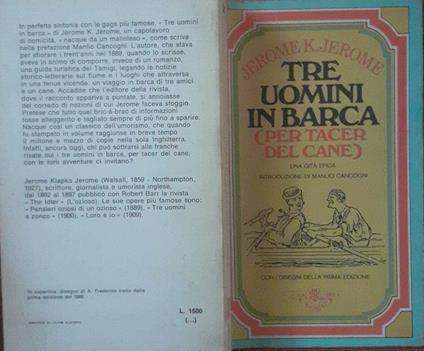 In perfetta sintonia con le gags più famose, « Tre uomini
in barca » di Jerome K. Jerome, un capolavoro
di comicità, « nacque da un malinteso », come scrive
nella prefazione Manlio Cancogni. L'autore, che stava
per sfiorare i trent'anni nel 1889, quando lo scrisse,
aveva in animo di comporre, invece di un romanzo,
una guida turistica del Tamigi, legando le notizie
storico-letterarie sul fiume e i luoghi che attraversa
in una tenue vicenda: un viaggio in barca di tre amici
e un cane. Accadde che l'editore della rivista,
dove il racconto appariva a puntate, si annoiasse
del corredo di nozioni di cui Jerome faceva sfoggio.
Pretese che tutto quel bric-à-brac di informazioni
fosse alleggerito e tagliato sempre di più fino a sparire.
Nacque così un classico dell'umorismo, che quando
fu stampato in volume raggiunse in breve tempo
il milione e mezzo di copie nella sola Inghilterra.
Infatti, ancora oggi, chi può sottrarsi alle franche
risate cui i tre uomini in barca, per tacer del cane,
con le loro avventure ci invitano?
Jerome Klapka Jerome (Walsall, 1859 - Northampton,
1927), scrittore, giornalista e umorista inglese,
dal 1892 al 1897 pubblicò con Robert Barr la rivista
« The Idler » (L'ozioso). Le sue opere più famose sono:
« Pensieri oziosi di un ozioso » (1889), « Tre uomini
a zonzo » (1900), « Loro e io » (1909).
In copertina: disegno di A. Frederics tratto dalla
prima edizione del 1889
L. 1500
(...)
JEROME K. JEROME
TRE
UOMINI
IN BARCA
(PER TACER
DEL CANE)
UNA GITA EPICA
INTRODUZIONE DI MANLIO CANCOGNI
CON I DISEGNI DELLA PRIMA EDIZIONE